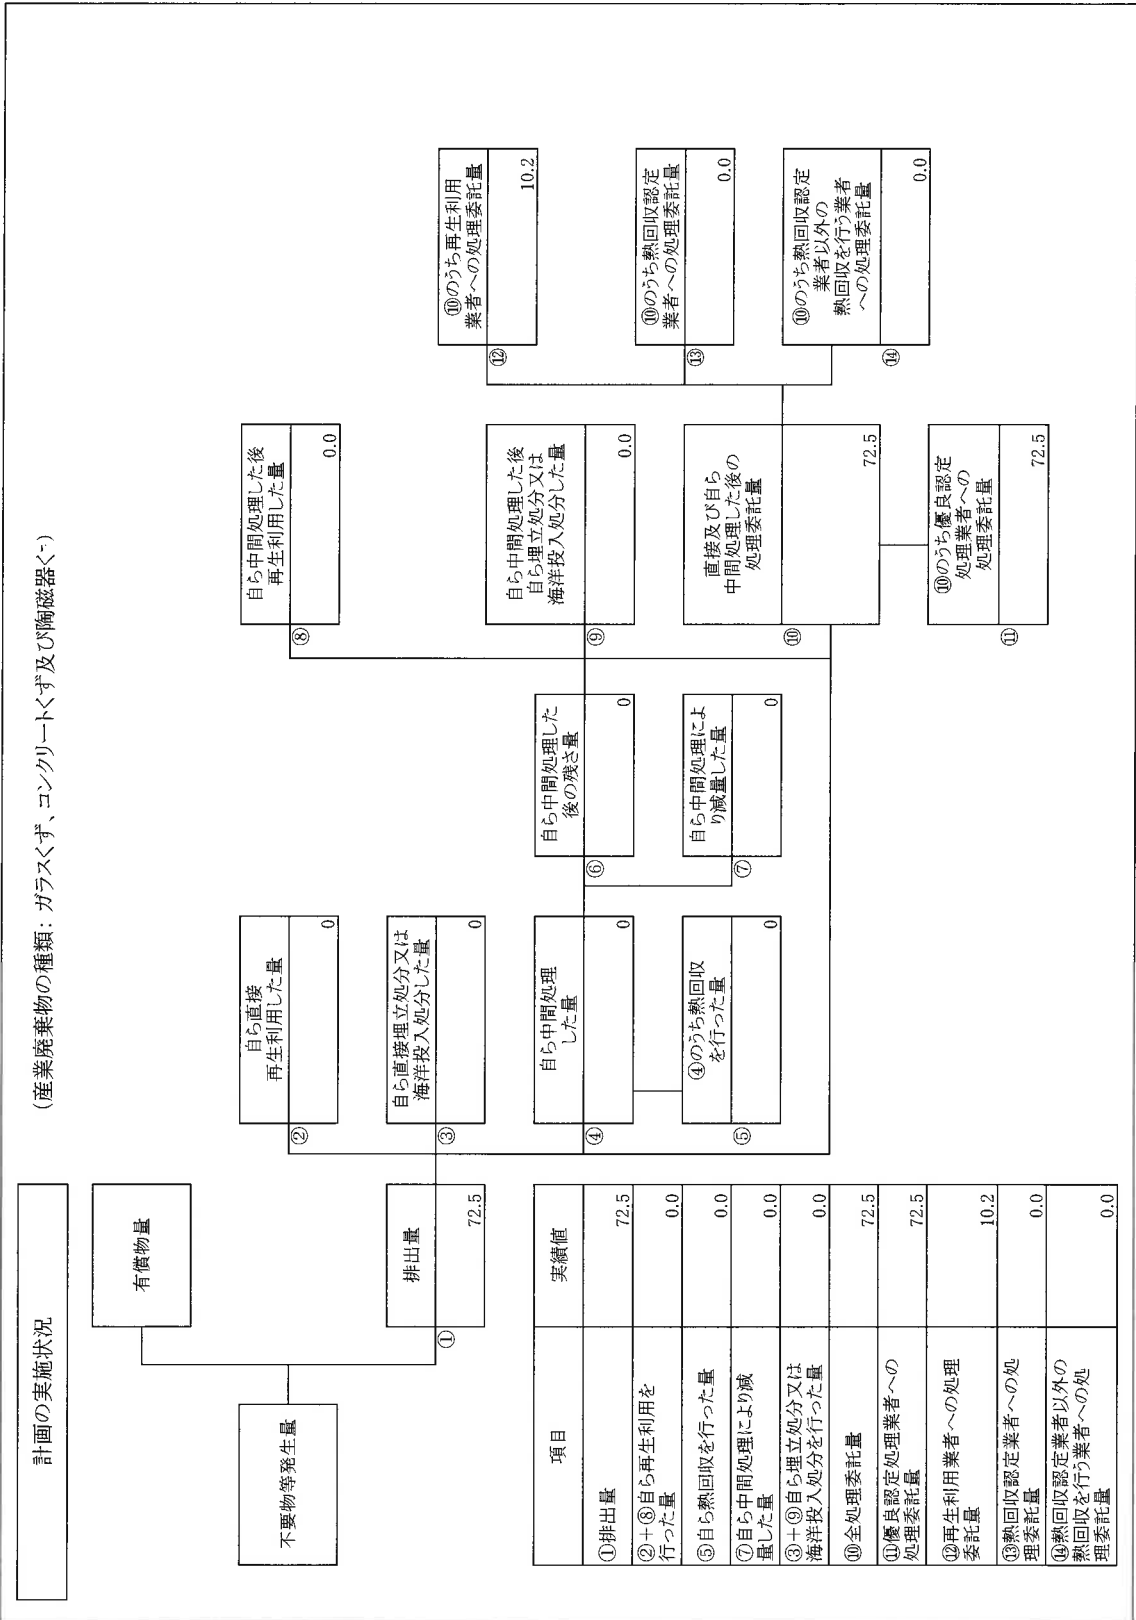 計画の実施状況
(産業廃棄物の種類：ガラスくず、コンクリートくず及び陶磁器く
不要物等発生量
有償物量
①
排出量
72.5
②
自ら直接
再生利用した量
0
③
自ら直接埋立処分又は
海洋投入処分した量
0
④
自ら中間処理
した量
0
⑤
④のうち熱回収
を行った量
0
⑥
自ら中間処理した
後の残さ量
0
⑦
自ら中間処理によ
り減量した量
0
⑧
自ら中間処理した後
再生利用した量
0.0
⑨
自ら中間処理した後
自ら埋立処分又は
海洋投入処分した量
0.0
⑩
直接及び自ら
中間処理した後の
処理委託量
72.5
⑪
⑩のうち優良認定
処理業者への
処理委託量
72.5
⑫
⑩のうち再生利用
業者への処理委託量
10.2
⑬
⑩のうち熱回収認定
業者への処理委託量
0.0
⑭
⑩のうち熱回収認定
業者以外の
熱回収を行う業者
への処理委託量
0.0
項目 実績値
①排出量 72.5
②＋⑧自ら再生利用を
行った量 0.0
⑤自ら熱回収を行った量 0.0
⑦自ら中間処理により減
量した量 0.0
③＋⑨自ら埋立処分又は
海洋投入処分を行った量 0.0
⑩全処理委託量 72.5
⑪優良認定処理業者への
処理委託量 72.5
⑫再生利用業者への処理
委託量 10.2
⑬熱回収認定業者への処
理委託量 0.0
⑭熱回収認定業者以外の
熱回収を行う業者への処
理委託量 0.0